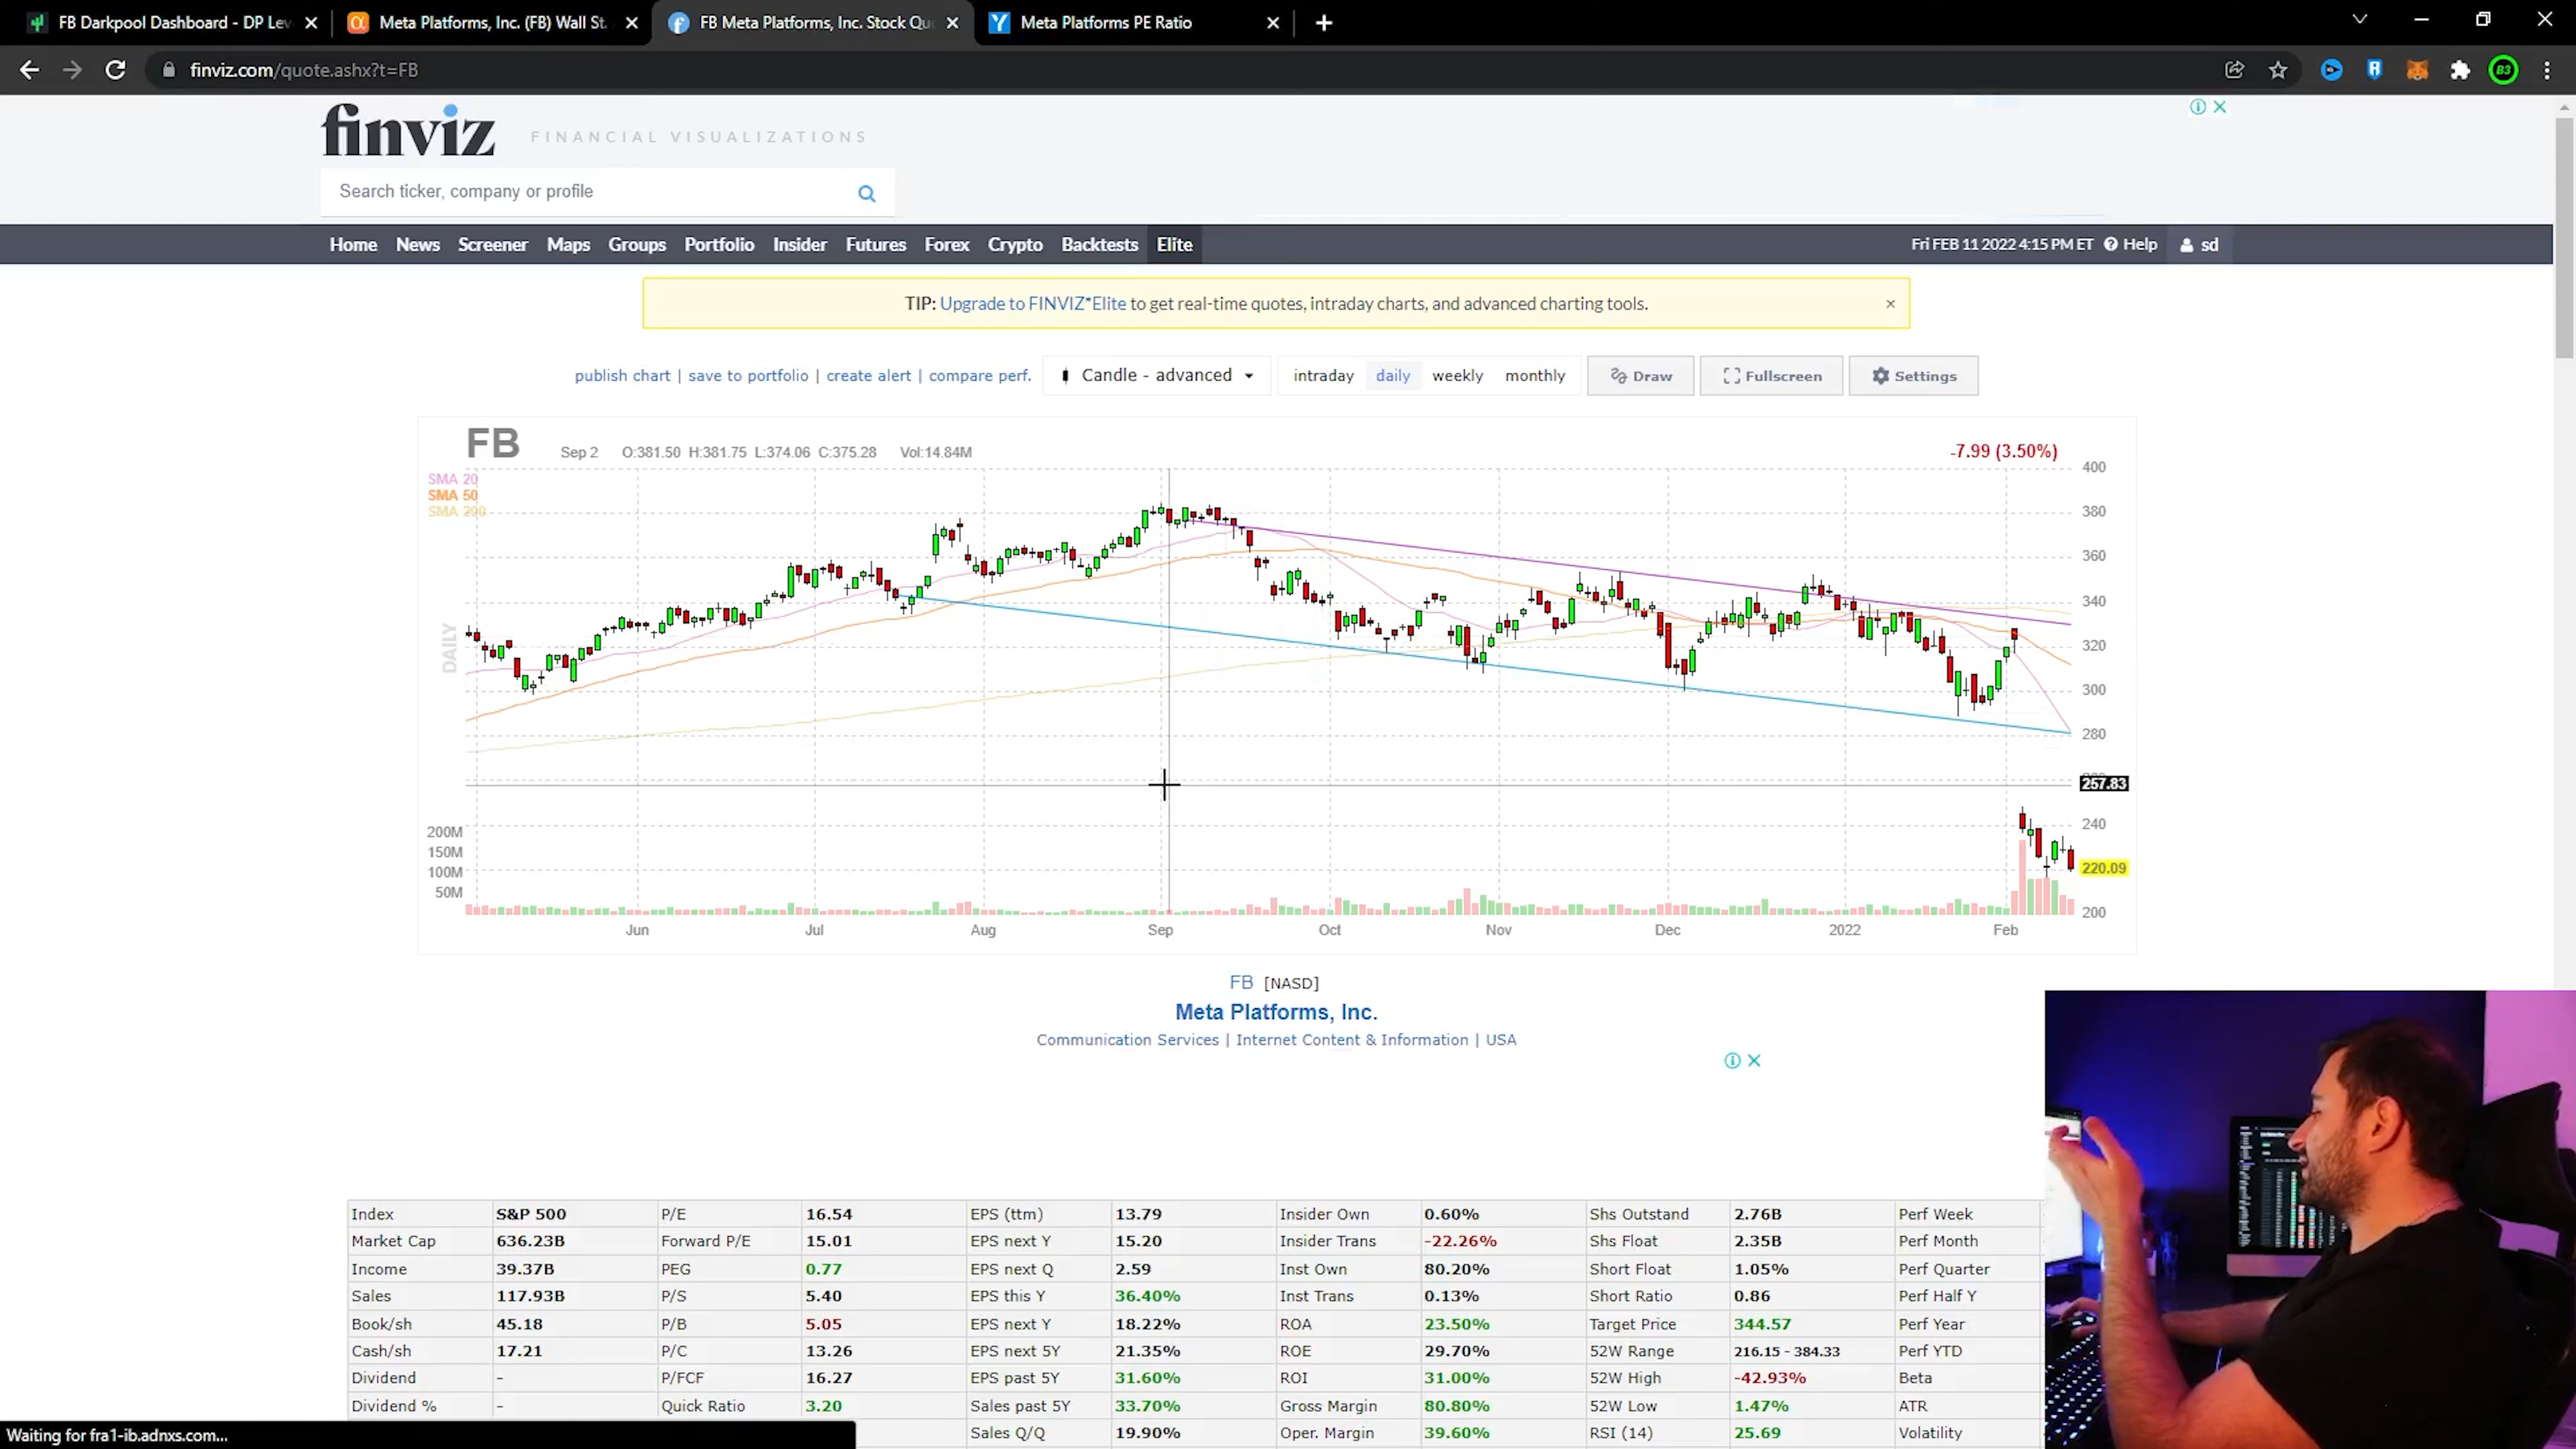 FB Darkpool Dashboard - DP Lev
Meta Platforms, Inc. (FB) Wall St.
FB Meta Platforms, Inc. Stock Qu
Meta Platforms PE Ratio
finviz.com/quote.ashx?t=FB
B3
finviz
FINANCIAL VISUALIZATIONS
Search ticker, company or profile
Home News Screener Maps Groups Portfolio Insider Futures Forex Crypto Backtests Elite
Fri FEB 11 2022 4:15 PM ET Help sd
TIP: Upgrade to FINVIZ*Elite to get real-time quotes, intraday charts, and advanced charting tools. ×
publish chart | save to portfolio | create alert | compare perf.
Candle - advanced
intraday daily weekly monthly
Draw
Fullscreen
Settings
FB
Sep 2 O:381.50 H:381.75 L:374.06 C:375.28 Vol:14.84M
-7.99 (3.50%)
SMA 20
SMA 50
SMA 200
DAILY
400
380
360
340
320
300
280
257.83
240
220.09
200
200M
150M
100M
50M
Jun Jul Aug Sep Oct Nov Dec 2022 Feb
FB [NASD]
Meta Platforms, Inc.
Communication Services | Internet Content & Information | USA
Index S&P 500 P/E 16.54 EPS (ttm) 13.79 Insider Own 0.60% Shs Outstand 2.76B Perf Week
Market Cap 636.23B Forward P/E 15.01 EPS next Y 15.20 Insider Trans -22.26% Shs Float 2.35B Perf Month
Income 39.37B PEG 0.77 EPS next Q 2.59 Inst Own 80.20% Short Float 1.05% Perf Quarter
Sales 117.93B P/S 5.40 EPS this Y 36.40% Inst Trans 0.13% Short Ratio 0.86 Perf Half Y
Book/sh 45.18 P/B 5.05 EPS next Y 18.22% ROA 23.50% Target Price 344.57 Perf Year
Cash/sh 17.21 P/C 13.26 EPS next 5Y 21.35% ROE 29.70% 52W Range 216.15 - 384.33 Perf YTD
Dividend - P/FCF 16.27 EPS past 5Y 31.60% ROI 31.00% 52W High -42.93% Beta
Dividend % - Quick Ratio 3.20 Sales past 5Y 33.70% Gross Margin 80.80% 52W Low 1.47% ATR
Sales Q/Q 19.90% Oper. Margin 39.60% RSI (14) 25.69 Volatility
Waiting for fra1-ib.adnxs.com...